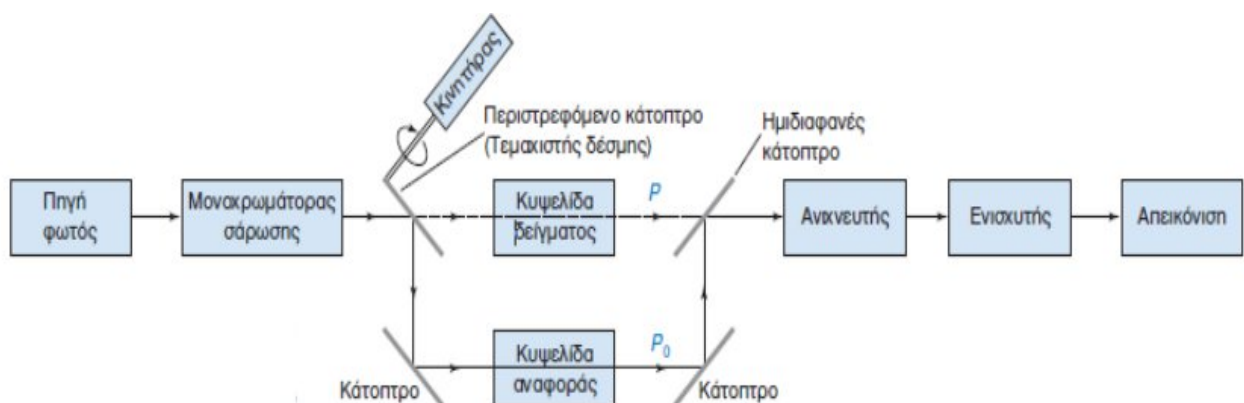 Κινητήρας
Περιστρεφόμενο κάτοπτρο
(Τεμαχιστής δέσμης)
Ημιδιαφανές
κάτοπτρο
Πηγή
φωτός
Μονοχρωμάτορας
σάρωσης
Κυψελίδα
δείγματος
P
Ανιχνευτής
Ενισχυτής
Απεικόνιση
Κάτοπτρο
Κυψελίδα
αναφοράς
P₀
Κάτοπτρο